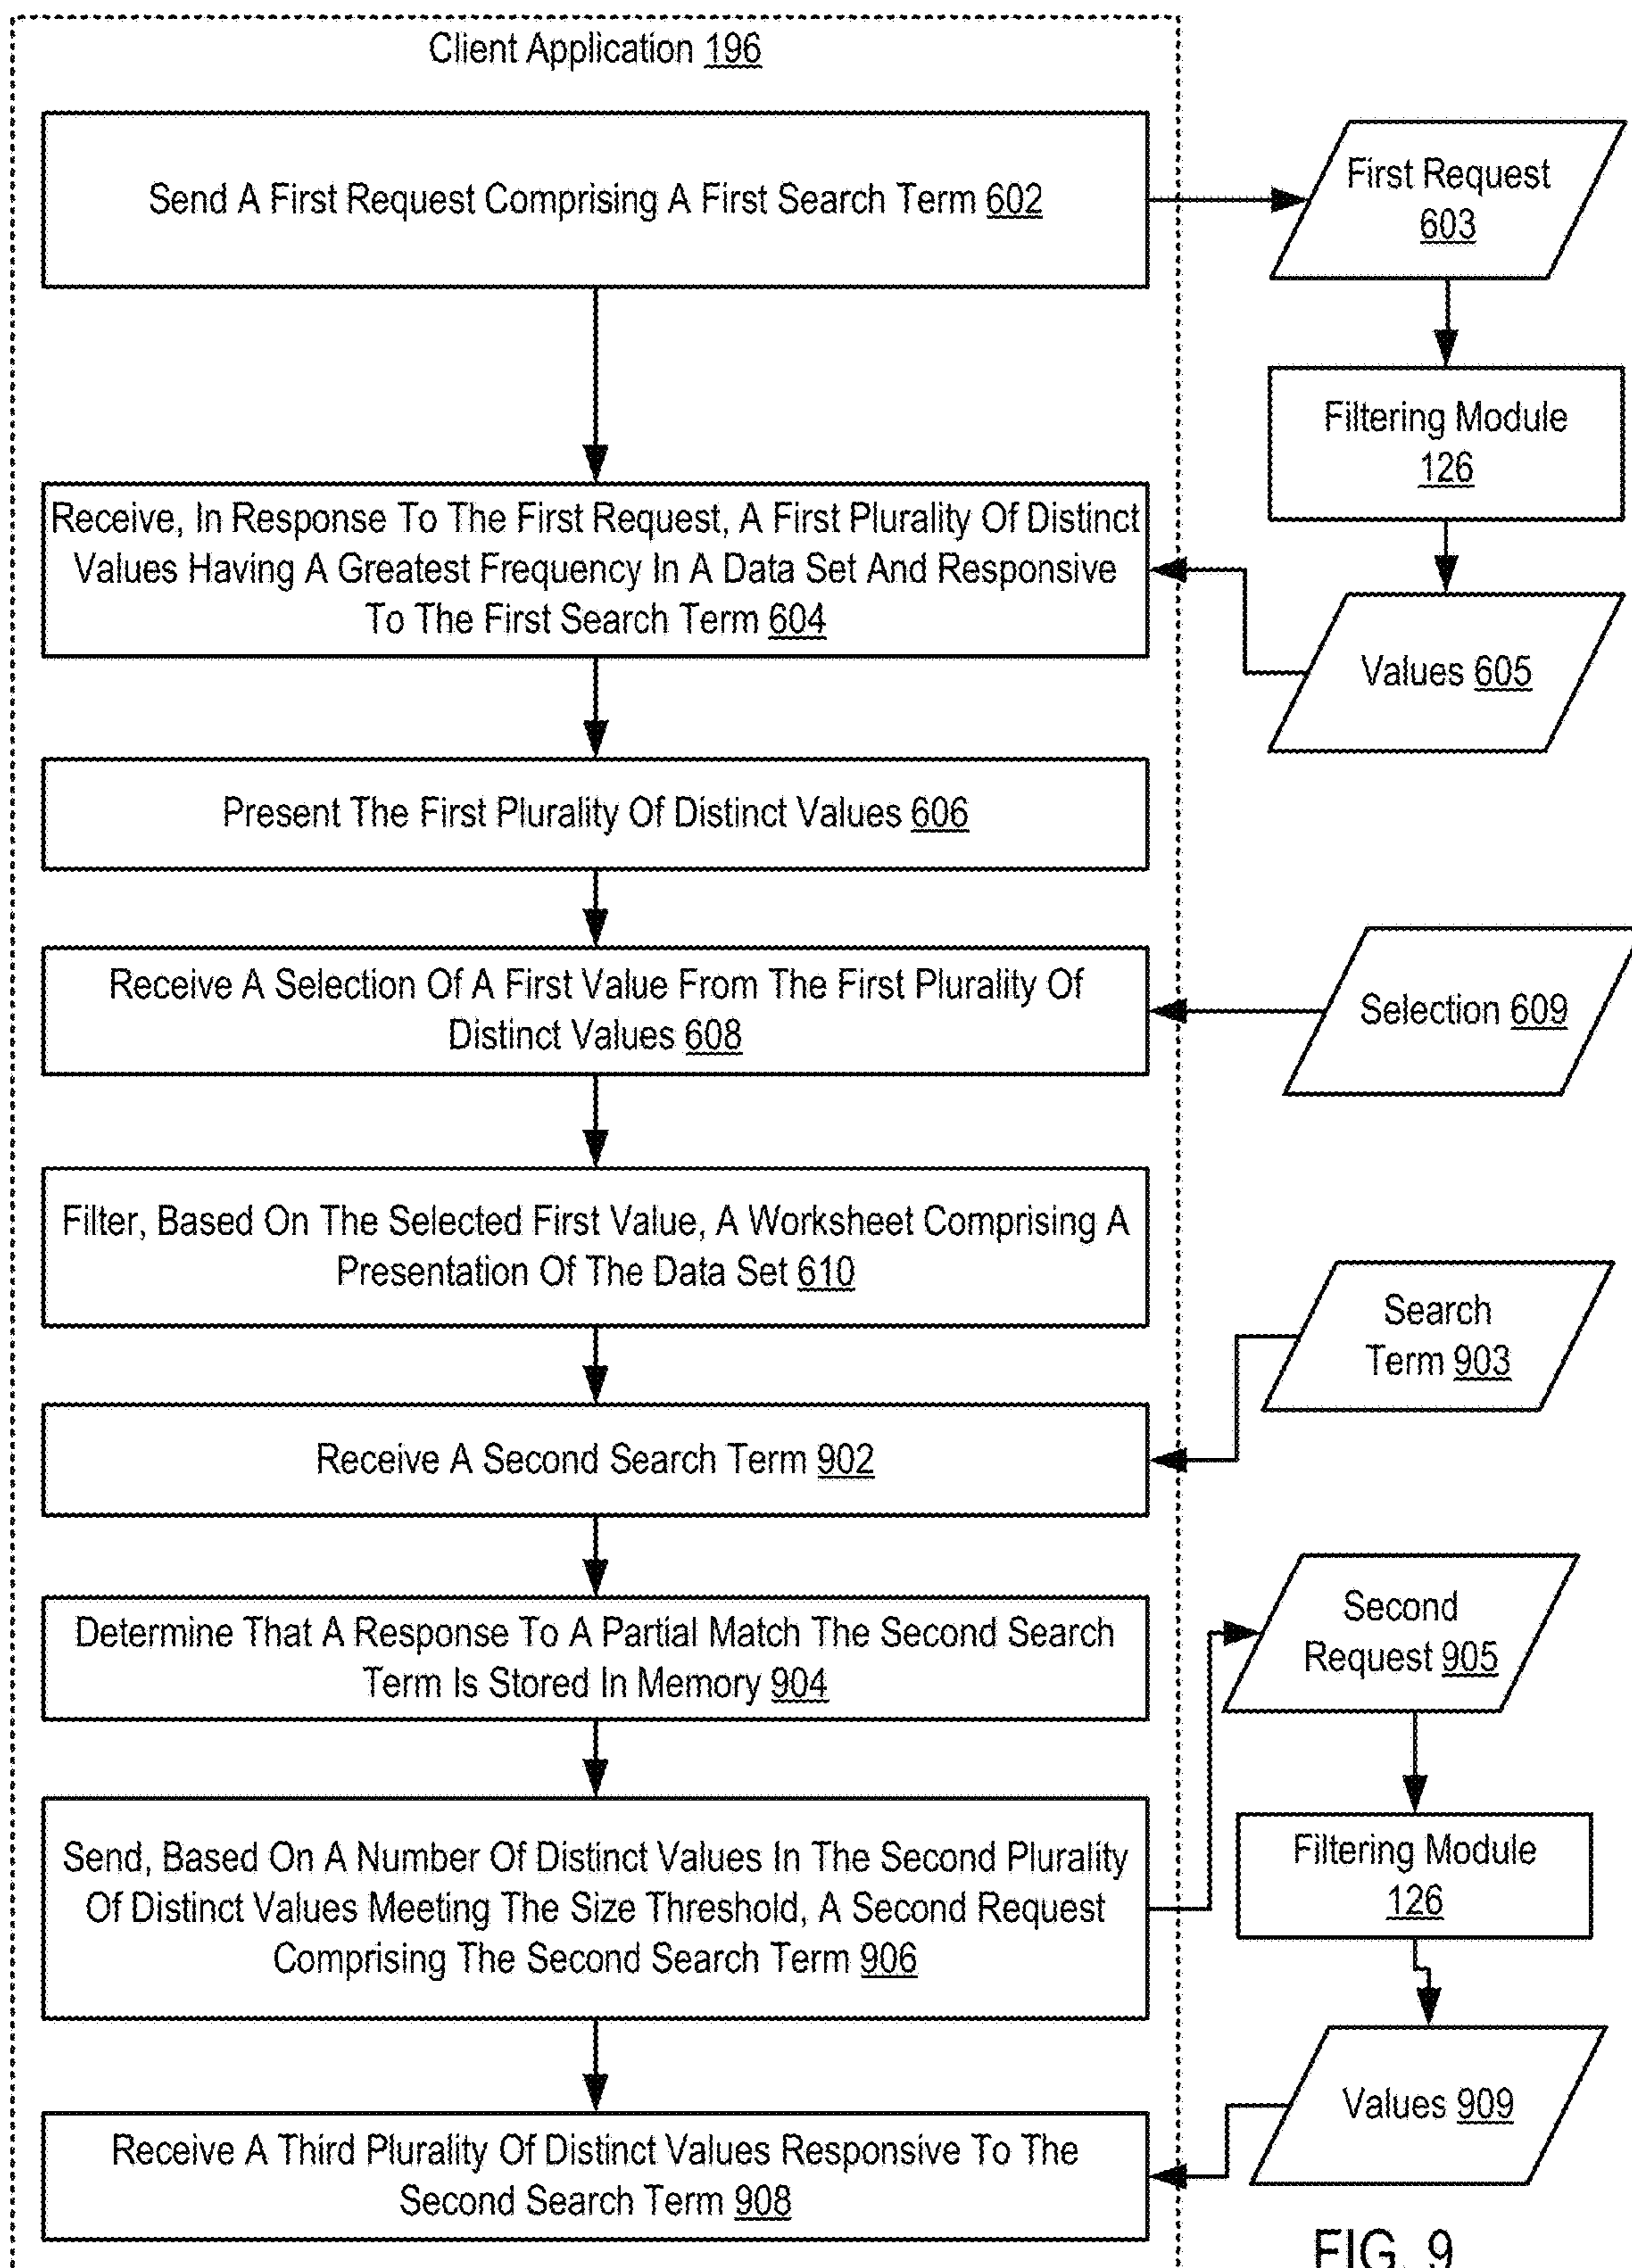 Client Application 196
Send A First Request Comprising A First Search Term 602
First Request
603
Filtering Module
126
Receive, In Response To The First Request, A First Plurality Of Distinct
Values Having A Greatest Frequency In A Data Set And Responsive
To The First Search Term 604
Values 605
Present The First Plurality Of Distinct Values 606
Receive A Selection Of A First Value From The First Plurality Of
Distinct Values 608
Selection 609
Filter, Based On The Selected First Value, A Worksheet Comprising A
Presentation Of The Data Set 610
Search
Term 903
Receive A Second Search Term 902
Determine That A Response To A Partial Match The Second Search
Term Is Stored In Memory 904
Second
Request 905
Send, Based On A Number Of Distinct Values In The Second Plurality
Of Distinct Values Meeting The Size Threshold, A Second Request
Comprising The Second Search Term 906
Filtering Module
126
Values 909
Receive A Third Plurality Of Distinct Values Responsive To The
Second Search Term 908
FIG. 9